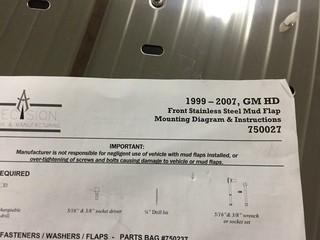 1999 – 2007, GM HD
Front Stainless Steel Mud Flap
Mounting Diagram & Instructions
750027
IMPORTANT:
Manufacturer is not responsible for negligent use of vehicle with mud flaps installed, or
over-tightening of screws and bolts causing damage to vehicle or mud flaps.
EQUIRED
5/16" & 3/8" socket driver
¼" Drill bit
5/16" & 3/8" wrench
or socket set
FASTENERS / WASHERS / FLAPS - PARTS BAG #750237